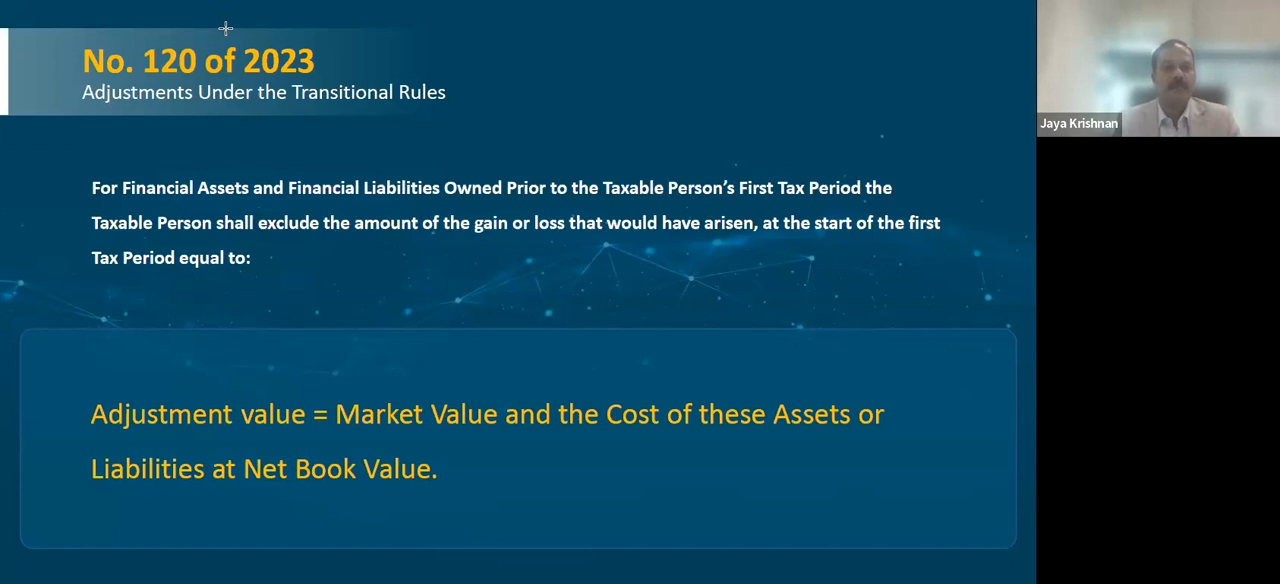 No. 120 of 2023
Adjustments Under the Transitional Rules
For Financial Assets and Financial Liabilities Owned Prior to the Taxable Person’s First Tax Period the
Taxable Person shall exclude the amount of the gain or loss that would have arisen, at the start of the first
Tax Period equal to:
Adjustment value = Market Value and the Cost of these Assets or
Liabilities at Net Book Value.
Jaya Krishnan